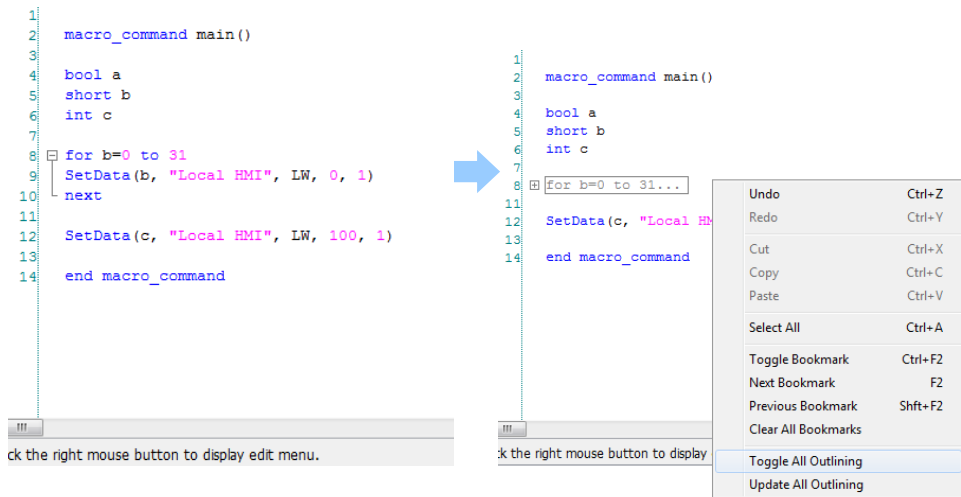 1
2 macro_command main()
3
4 bool a
5 short b
6 int c
7
8 for b=0 to 31
9 SetData(b, "Local HMI", LW, 0, 1)
10 next
11
12 SetData(c, "Local HMI", LW, 100, 1)
13
14 end macro_command
ck the right mouse button to display edit menu.
1
2 macro_command main()
3
4 bool a
5 short b
6 int c
7
8 for b=0 to 31...
11
12 SetData(c, "Local HM
13
14 end macro_command
ck the right mouse button to display
Undo Ctrl+Z
Redo Ctrl+Y
Cut Ctrl+X
Copy Ctrl+C
Paste Ctrl+V
Select All Ctrl+A
Toggle Bookmark Ctrl+F2
Next Bookmark F2
Previous Bookmark Shft+F2
Clear All Bookmarks
Toggle All Outlining
Update All Outlining